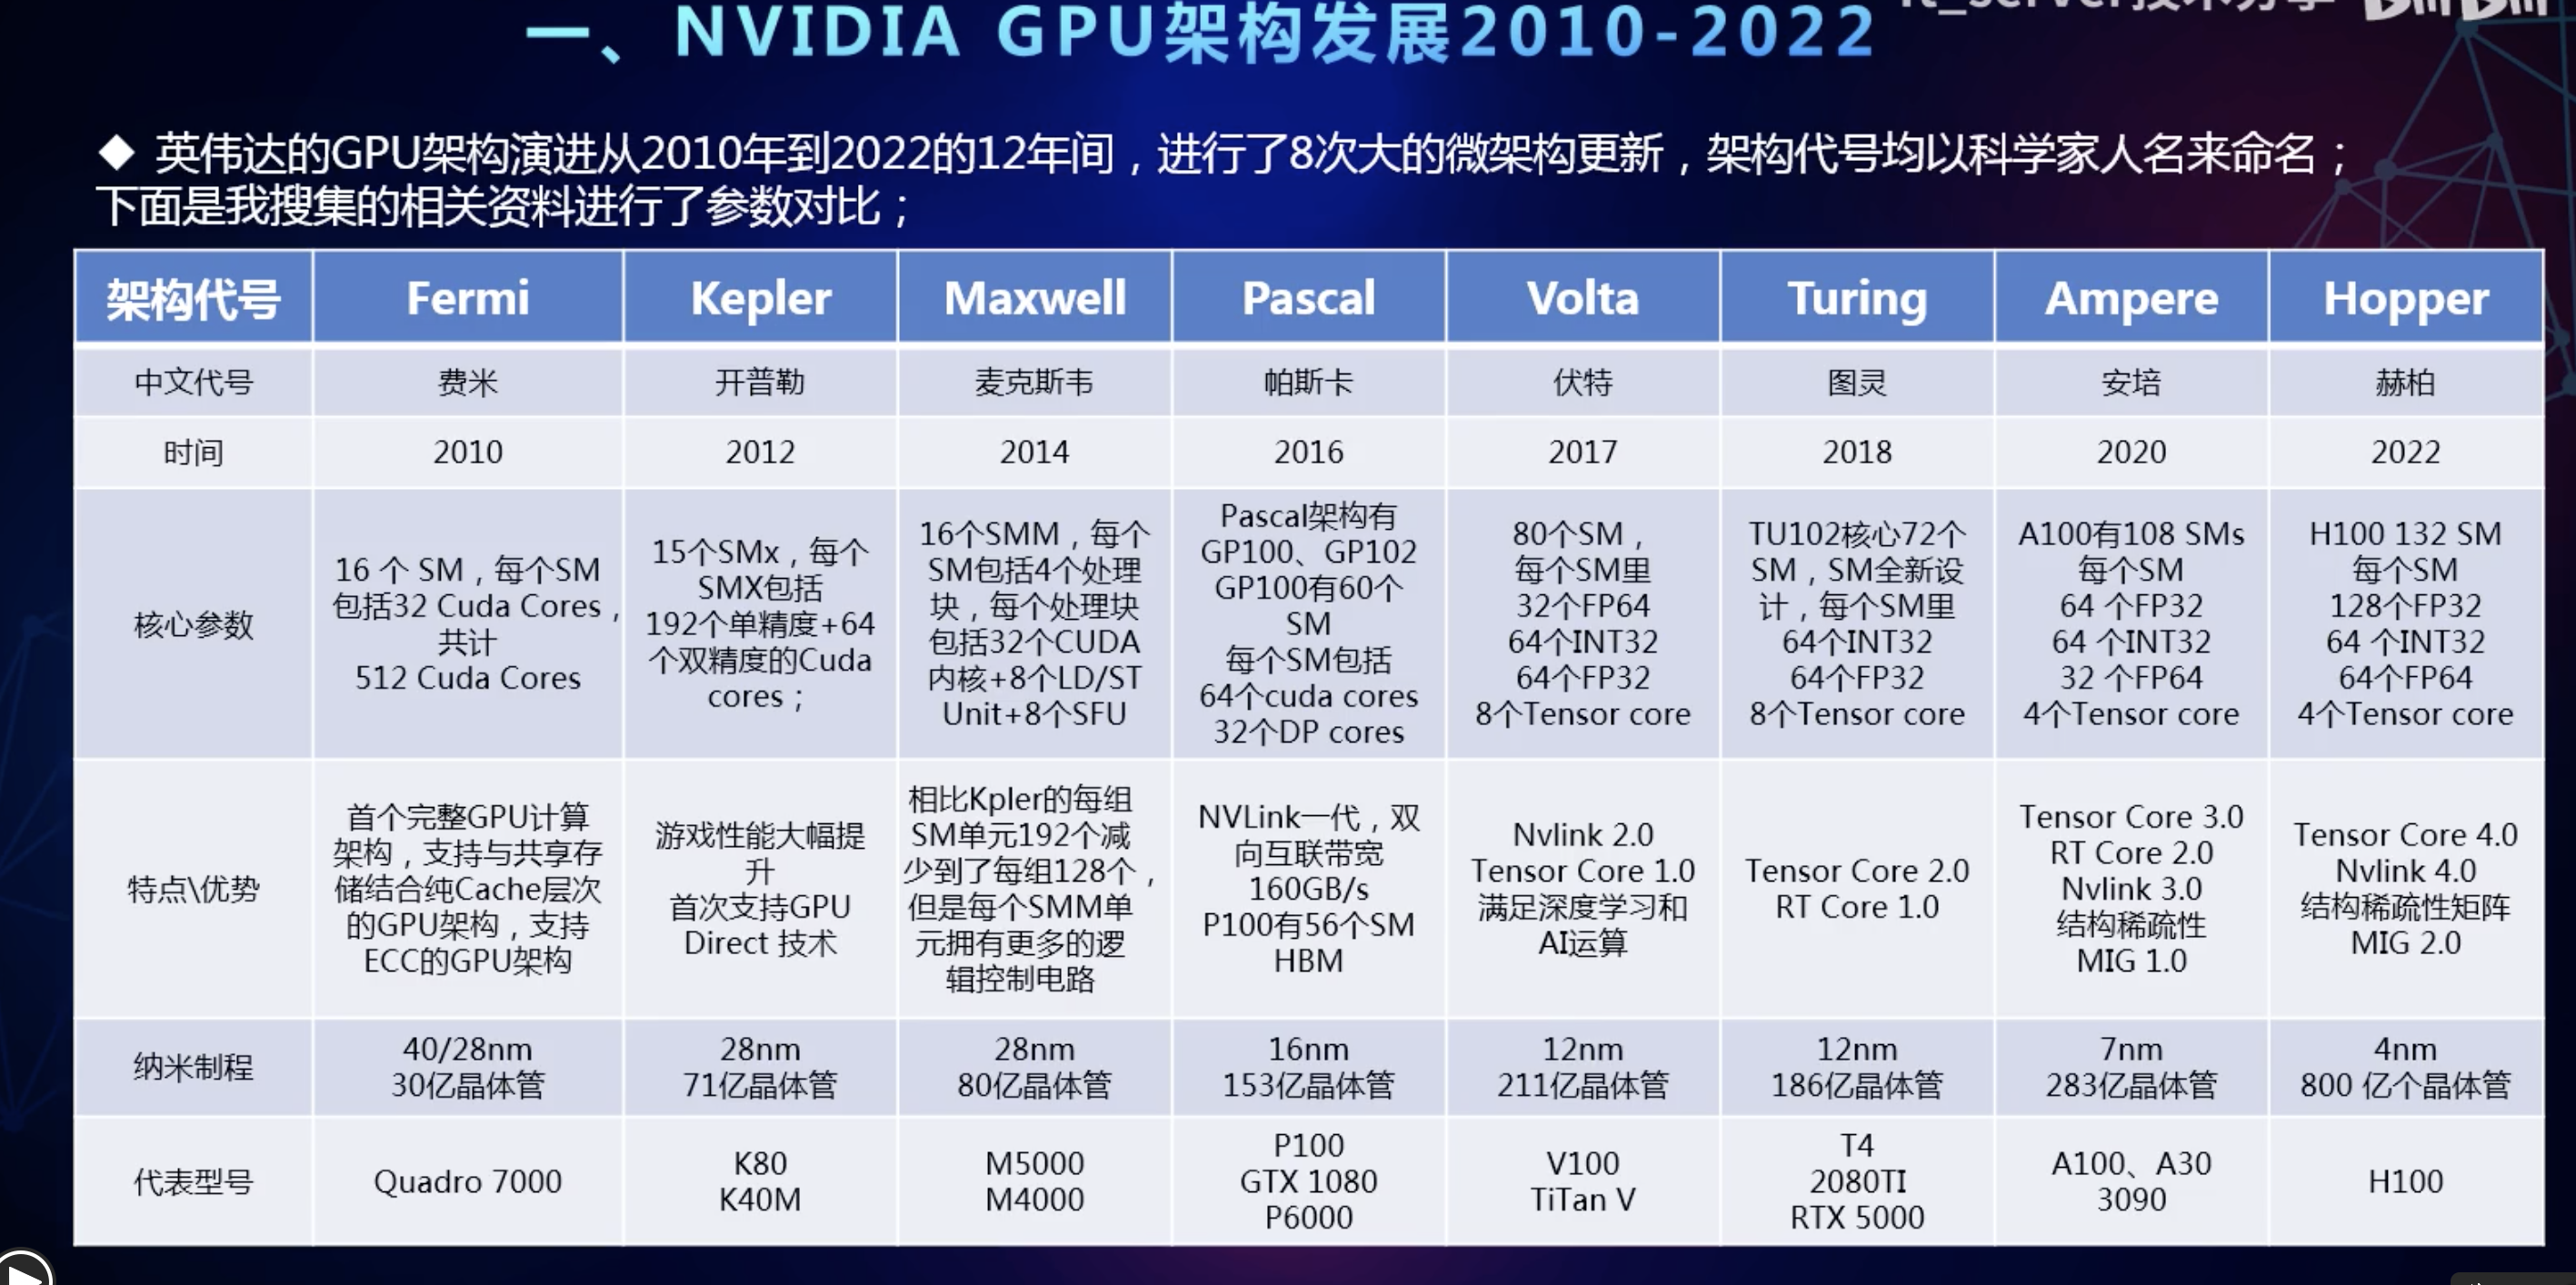 一、NVIDIA GPU架构发展2010-2022
it_server技术分享
◆ 英伟达的GPU架构演进从2010年到2022的12年间，进行了8次大的微架构更新，架构代号均以科学家人名来命名；
下面是我搜集的相关资料进行了参数对比；
架构代号
Fermi
Kepler
Maxwell
Pascal
Volta
Turing
Ampere
Hopper
中文代号
费米
开普勒
麦克斯韦
帕斯卡
伏特
图灵
安培
赫柏
时间
2010
2012
2014
2016
2017
2018
2020
2022
核心参数
16 个 SM，每个SM
包括32 Cuda Cores，
共计
512 Cuda Cores
15个SMx，每个
SMX包括
192个单精度+64
个双精度的Cuda
cores；
16个SMM，每个
SM包括4个处理
块，每个处理块
包括32个CUDA
内核+8个LD/ST
Unit+8个SFU
Pascal架构有
GP100、GP102
GP100有60个
SM
每个SM包括
64个cuda cores
32个DP cores
80个SM，
每个SM里
32个FP64
64个INT32
64个FP32
8个Tensor core
TU102核心72个
SM，SM全新设
计，每个SM里
64个INT32
64个FP32
8个Tensor core
A100有108 SMs
每个SM
64 个FP32
64 个INT32
32 个FP64
4个Tensor core
H100 132 SM
每个SM
128个FP32
64 个INT32
64个FP64
4个Tensor core
特点\优势
首个完整GPU计算
架构，支持与共享存
储结合纯Cache层次
的GPU架构，支持
ECC的GPU架构
游戏性能大幅提
升
首次支持GPU
Direct 技术
相比Kpler的每组
SM单元192个减
少到了每组128个，
但是每个SMM单
元拥有更多的逻
辑控制电路
NVLink一代，双
向互联带宽
160GB/s
P100有56个SM
HBM
Nvlink 2.0
Tensor Core 1.0
满足深度学习和
AI运算
Tensor Core 2.0
RT Core 1.0
Tensor Core 3.0
RT Core 2.0
Nvlink 3.0
结构稀疏性
MIG 1.0
Tensor Core 4.0
Nvlink 4.0
结构稀疏性矩阵
MIG 2.0
纳米制程
40/28nm
30亿晶体管
28nm
71亿晶体管
28nm
80亿晶体管
16nm
153亿晶体管
12nm
211亿晶体管
12nm
186亿晶体管
7nm
283亿晶体管
4nm
800 亿个晶体管
代表型号
Quadro 7000
K80
K40M
M5000
M4000
P100
GTX 1080
P6000
V100
TiTan V
T4
2080TI
RTX 5000
A100、A30
3090
H100